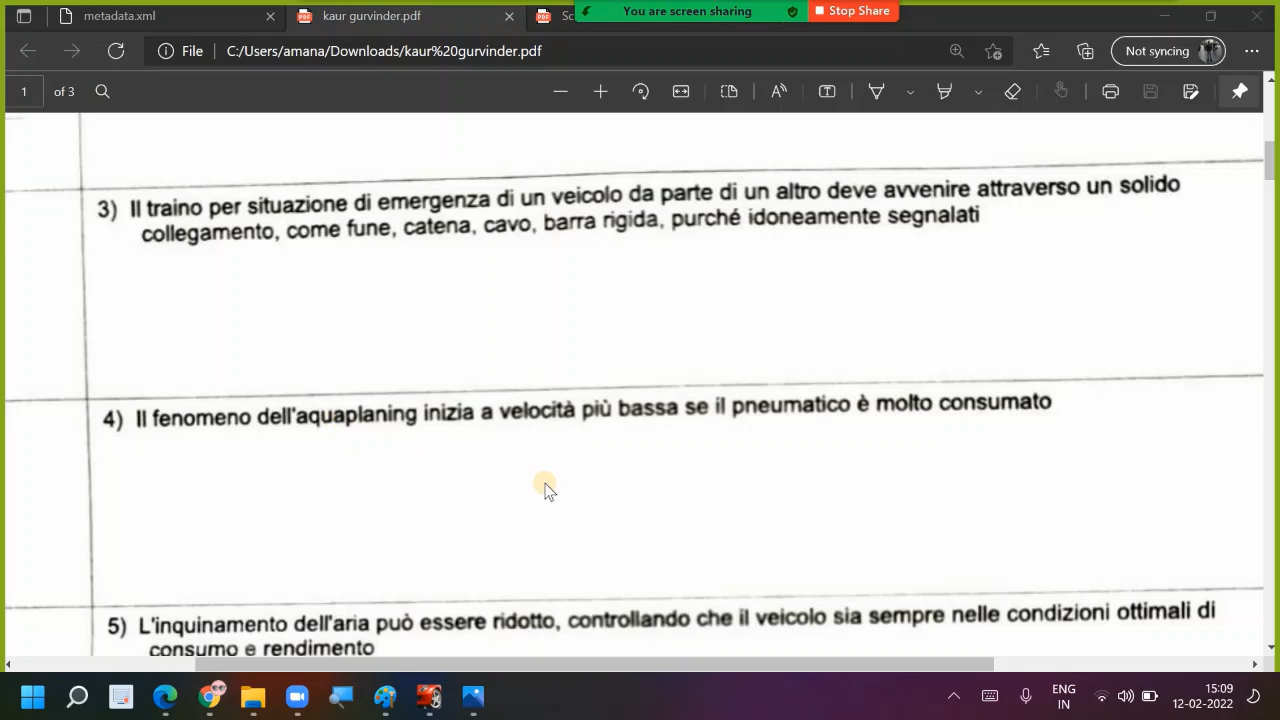 metadata.xml
kaur gurvinder.pdf
Sc
You are screen sharing
Stop Share
File
C:/Users/amana/Downloads/kaur%20gurvinder.pdf
Not syncing
1
of 3
3) Il traino per situazione di emergenza di un veicolo da parte di un altro deve avvenire attraverso un solido
collegamento, come fune, catena, cavo, barra rigida, purché idoneamente segnalati
4) Il fenomeno dell'aquaplaning inizia a velocità più bassa se il pneumatico è molto consumato
5) L'inquinamento dell'aria può essere ridotto, controllando che il veicolo sia sempre nelle condizioni ottimali di
consumo e rendimento
ENG
IN
15:09
12-02-2022